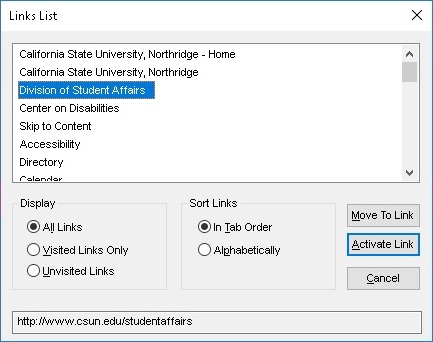 Links List
California State University, Northridge - Home
California State University, Northridge
Division of Student Affairs
Center on Disabilities
Skip to Content
Accessibility
Directory
Calendar
Display
All Links
Visited Links Only
Unvisited Links
Sort Links
In Tab Order
Alphabetically
Move To Link
Activate Link
Cancel
http://www.csun.edu/studentaffairs